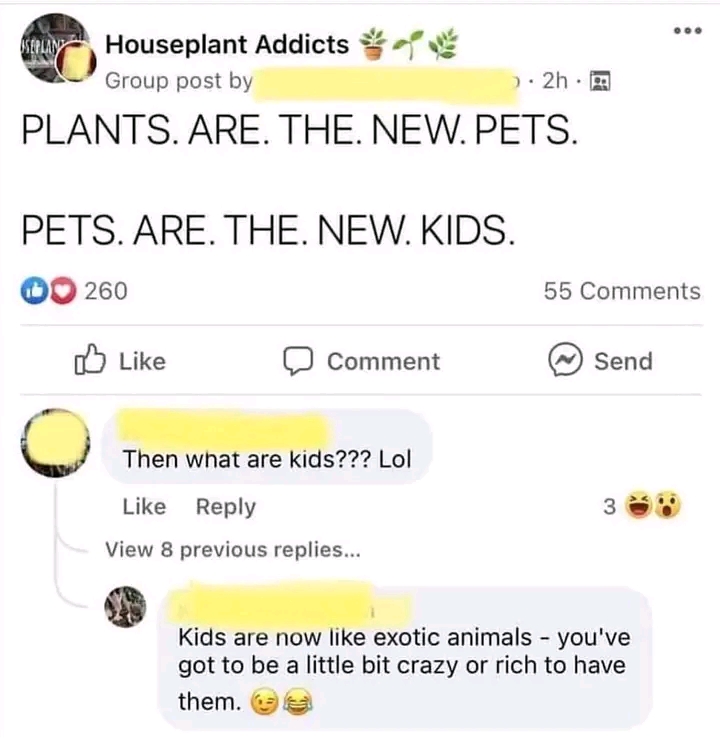 USEPLANT
Houseplant Addicts 🪴🌱🌿
Group post by
· 2h ·
PLANTS. ARE. THE. NEW. PETS.
PETS. ARE. THE. NEW. KIDS.
260
55 Comments
Like
Comment
Send
Then what are kids??? Lol
Like Reply
3 😆😮
View 8 previous replies...
Kids are now like exotic animals - you've
got to be a little bit crazy or rich to have
them. 😉😂